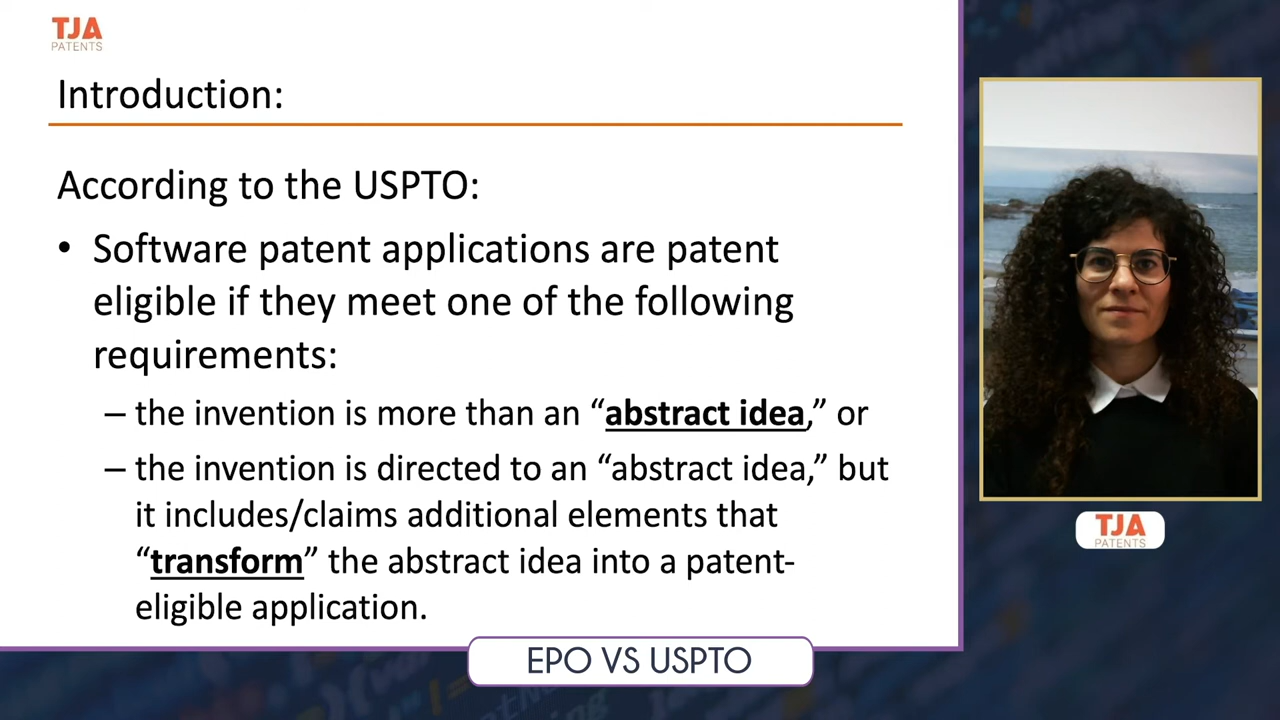 TJA
PATENTS
Introduction:
According to the USPTO:
• Software patent applications are patent
eligible if they meet one of the following
requirements:
– the invention is more than an “abstract idea,” or
– the invention is directed to an “abstract idea,” but
it includes/claims additional elements that
“transform” the abstract idea into a patent-
eligible application.
TJA
PATENTS
EPO VS USPTO